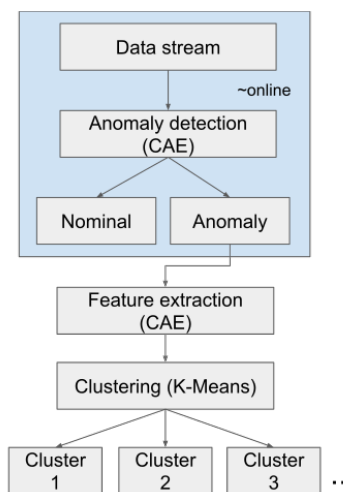 Data stream
~online
Anomaly detection
(CAE)
Nominal
Anomaly
Feature extraction
(CAE)
Clustering (K-Means)
Cluster
1
Cluster
2
Cluster
3
...